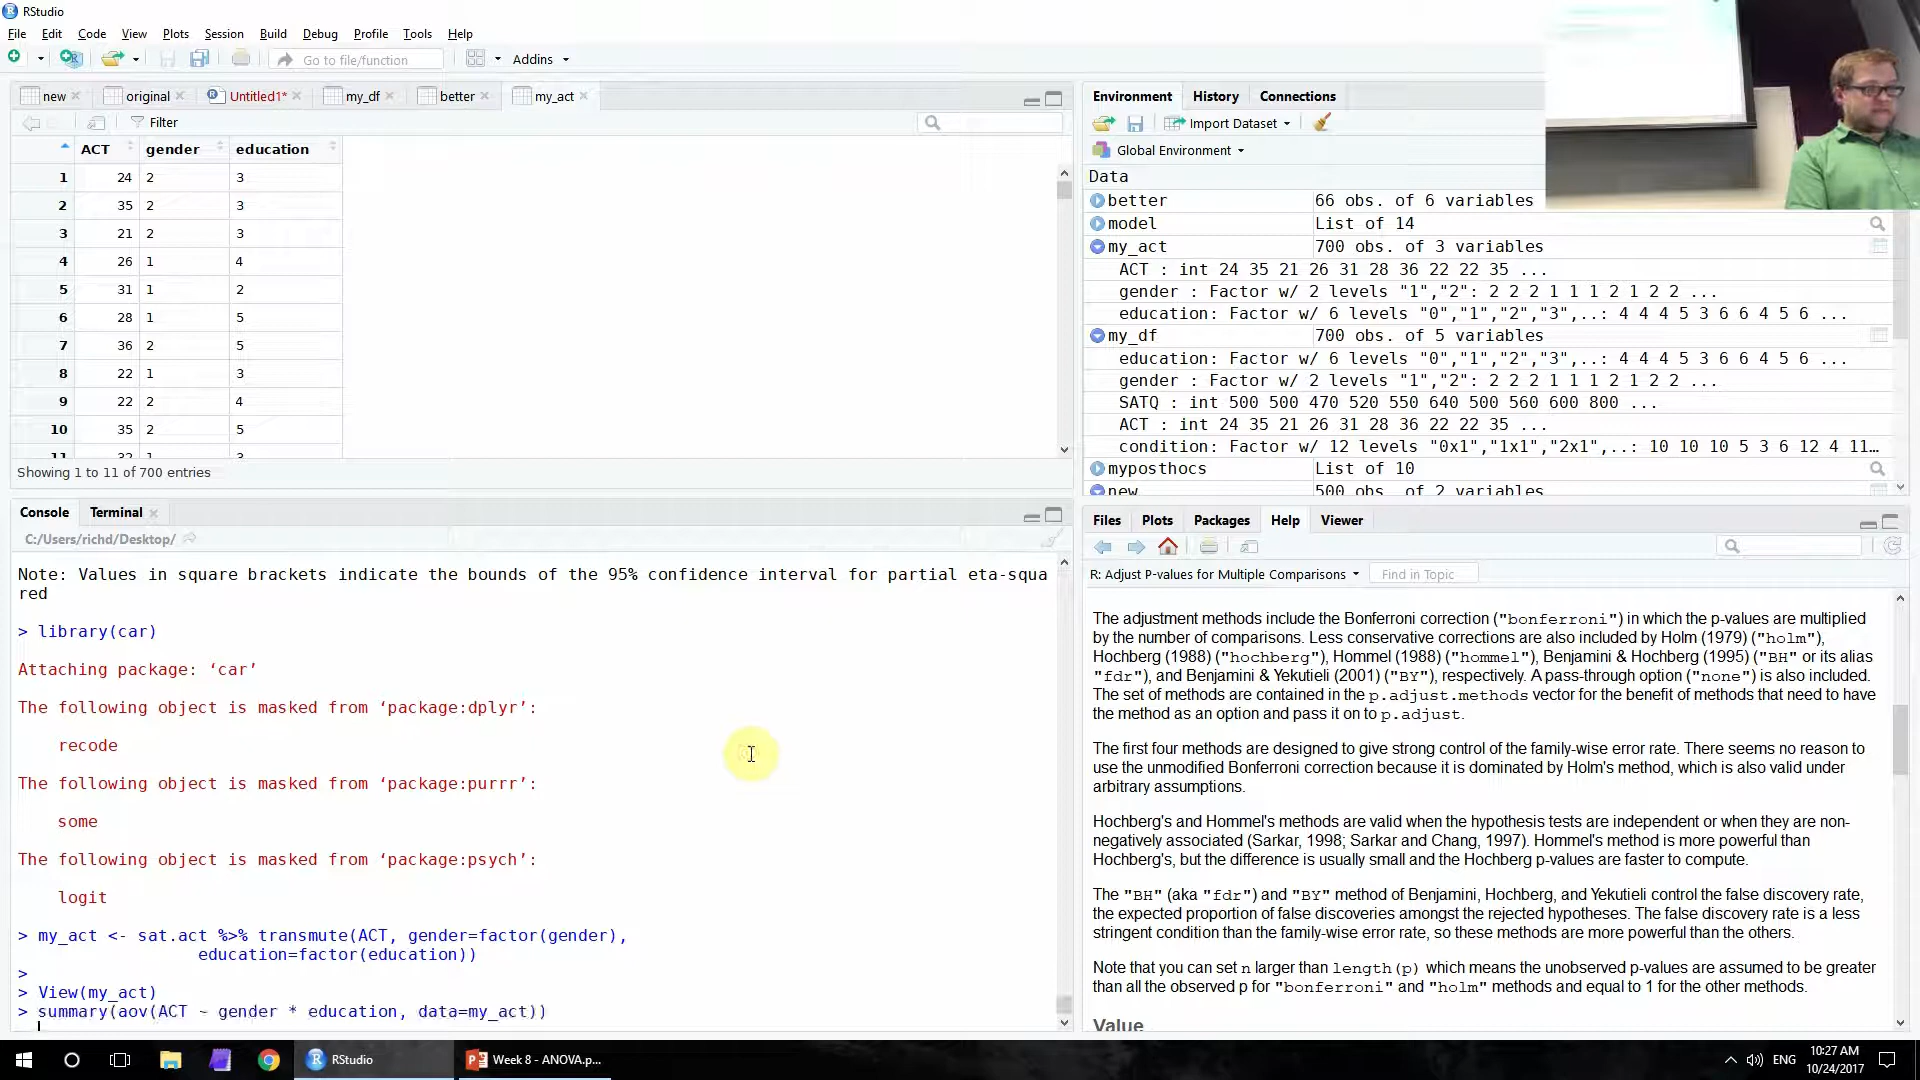 RStudio
File Edit Code View Plots Session Build Debug Profile Tools Help
Go to file/function Addins
new original Untitled1* my_df better my_act
Filter
ACT gender education
1 24 2 3
2 35 2 3
3 21 2 3
4 26 1 4
5 31 1 2
6 28 1 5
7 36 2 5
8 22 1 3
9 22 2 4
10 35 2 5
11 32 1 3
Showing 1 to 11 of 700 entries
Console Terminal
C:/Users/richd/Desktop/
Note: Values in square brackets indicate the bounds of the 95% confidence interval for partial eta-squa
red
> library(car)
Attaching package: ‘car’
The following object is masked from ‘package:dplyr’:
recode
The following object is masked from ‘package:purrr’:
some
The following object is masked from ‘package:psych’:
logit
> my_act <- sat.act %>% transmute(ACT, gender=factor(gender),
education=factor(education))
>
> View(my_act)
> summary(aov(ACT ~ gender * education, data=my_act))
Environment History Connections
Import Dataset
Global Environment
Data
better 66 obs. of 6 variables
model List of 14
my_act 700 obs. of 3 variables
ACT : int 24 35 21 26 31 28 36 22 22 35 ...
gender : Factor w/ 2 levels "1","2": 2 2 2 1 1 1 2 1 2 2 ...
education: Factor w/ 6 levels "0","1","2","3",..: 4 4 4 5 3 6 6 4 5 6 ...
my_df 700 obs. of 5 variables
education: Factor w/ 6 levels "0","1","2","3",..: 4 4 4 5 3 6 6 4 5 6 ...
gender : Factor w/ 2 levels "1","2": 2 2 2 1 1 1 2 1 2 2 ...
SATQ : int 500 500 470 520 550 640 500 560 600 800 ...
ACT : int 24 35 21 26 31 28 36 22 22 35 ...
condition: Factor w/ 12 levels "0x1","1x1","2x1",..: 10 10 10 5 3 6 12 4 11…
myposthocs List of 10
new 500 obs. of 2 variables
Files Plots Packages Help Viewer
R: Adjust P-values for Multiple Comparisons Find in Topic
The adjustment methods include the Bonferroni correction ("bonferroni") in which the p-values are multiplied
by the number of comparisons. Less conservative corrections are also included by Holm (1979) ("holm"),
Hochberg (1988) ("hochberg"), Hommel (1988) ("hommel"), Benjamini & Hochberg (1995) ("BH" or its alias
"fdr"), and Benjamini & Yekutieli (2001) ("BY"), respectively. A pass-through option ("none") is also included.
The set of methods are contained in the p.adjust.methods vector for the benefit of methods that need to have
the method as an option and pass it on to p.adjust.
The first four methods are designed to give strong control of the family-wise error rate. There seems no reason to
use the unmodified Bonferroni correction because it is dominated by Holm's method, which is also valid under
arbitrary assumptions.
Hochberg's and Hommel's methods are valid when the hypothesis tests are independent or when they are non-
negatively associated (Sarkar, 1998; Sarkar and Chang, 1997). Hommel's method is more powerful than
Hochberg's, but the difference is usually small and the Hochberg p-values are faster to compute.
The "BH" (aka "fdr") and "BY" method of Benjamini, Hochberg, and Yekutieli control the false discovery rate,
the expected proportion of false discoveries amongst the rejected hypotheses. The false discovery rate is a less
stringent condition than the family-wise error rate, so these methods are more powerful than the others.
Note that you can set n larger than length(p) which means the unobserved p-values are assumed to be greater
than all the observed p for "bonferroni" and "holm" methods and equal to 1 for the other methods.
Value
RStudio Week 8 - ANOVA.p... ENG 10:27 AM
10/24/2017